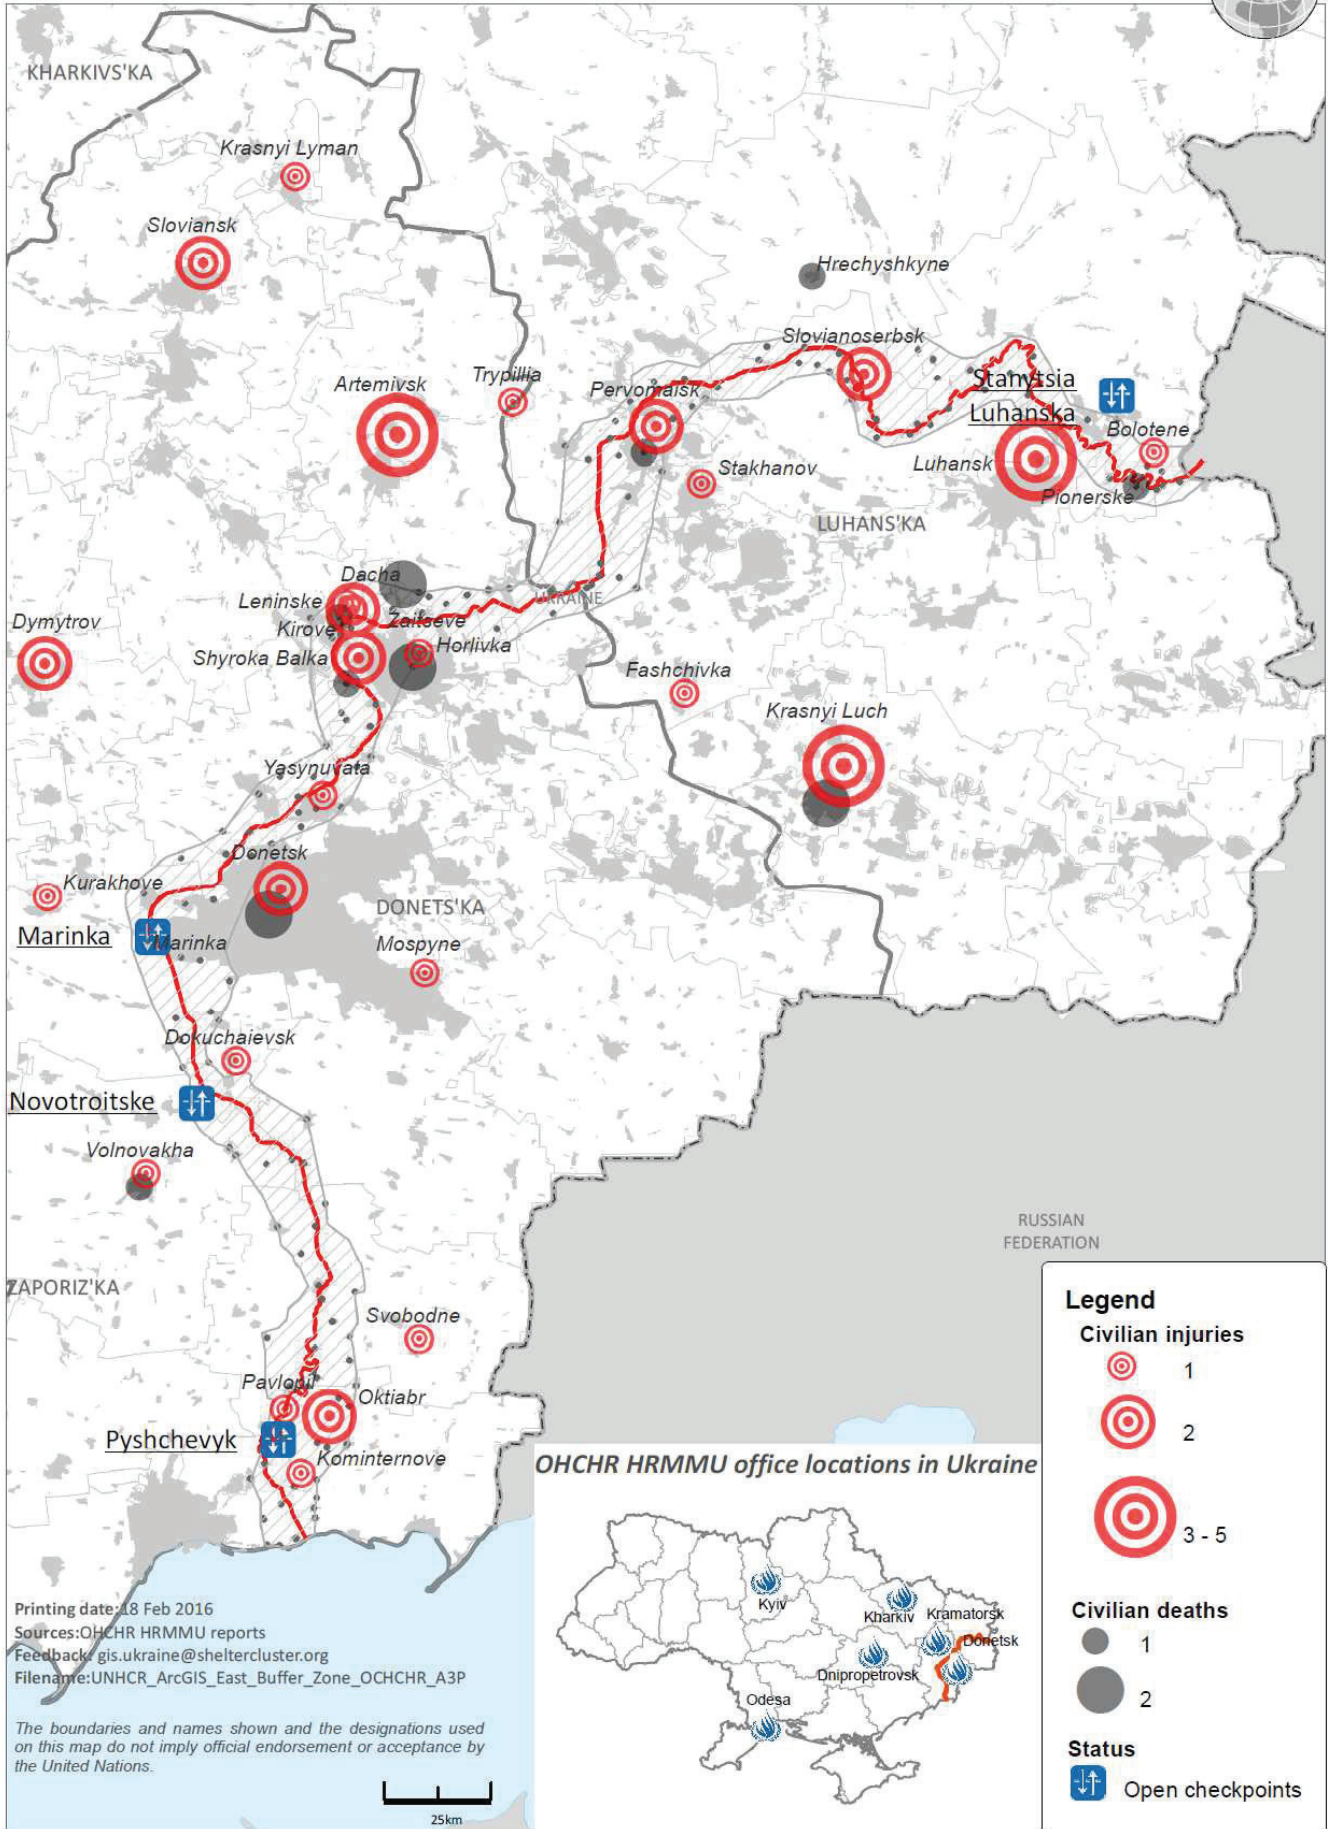 KHARKIVS'KA
Krasnyi Lyman
Sloviansk
Hrechyshkyne
Slovianoserbsk
Artemivsk
Trypillia
Pervomaisk
Stanytsia
Luhanska
Bolotene
Stakhanov
Luhansk
Pionerske
LUHANS'KA
Dacha
Leninske
UKRAINE
Zaitseve
Kirove
Dymytrov
Horlivka
Shyroka Balka
Fashchivka
Krasnyi Luch
Yasynuvata
Donetsk
Kurakhove
DONETS'KA
Marinka
Marinka
Mospyne
Dokuchaievsk
Novotroitske
Volnovakha
RUSSIAN
FEDERATION
ZAPORIZ'KA
Svobodne
Pavlopil
Oktiabr
Pyshchevyk
Kominternove
Legend
Civilian injuries
1
2
3 - 5
Civilian deaths
1
2
Status
Open checkpoints
OHCHR HRMMU office locations in Ukraine
Kyiv
Kharkiv
Kramatorsk
Donetsk
Dnipropetrovsk
Odesa
Printing date:18 Feb 2016
Sources:OHCHR HRMMU reports
Feedback: gis.ukraine@sheltercluster.org
Filename:UNHCR_ArcGIS_East_Buffer_Zone_OCHCHR_A3P
The boundaries and names shown and the designations used
on this map do not imply official endorsement or acceptance by
the United Nations.
25km